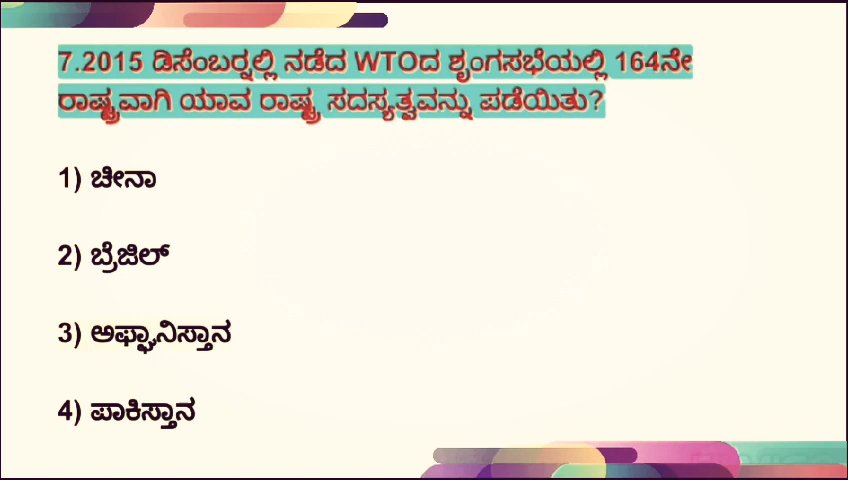 7.2015 ಡಿಸೆಂಬರ್‍ನಲ್ಲಿ ನಡೆದ WTOದ ಶೃಂಗಸಭೆಯಲ್ಲಿ 164ನೇ
ರಾಷ್ಟ್ರವಾಗಿ ಯಾವ ರಾಷ್ಟ್ರ ಸದಸ್ಯತ್ವವನ್ನು ಪಡೆಯಿತು?
1) ಚೀನಾ
2) ಬ್ರೆಜಿಲ್
3) ಅಫ್ಘಾನಿಸ್ತಾನ
4) ಪಾಕಿಸ್ತಾನ